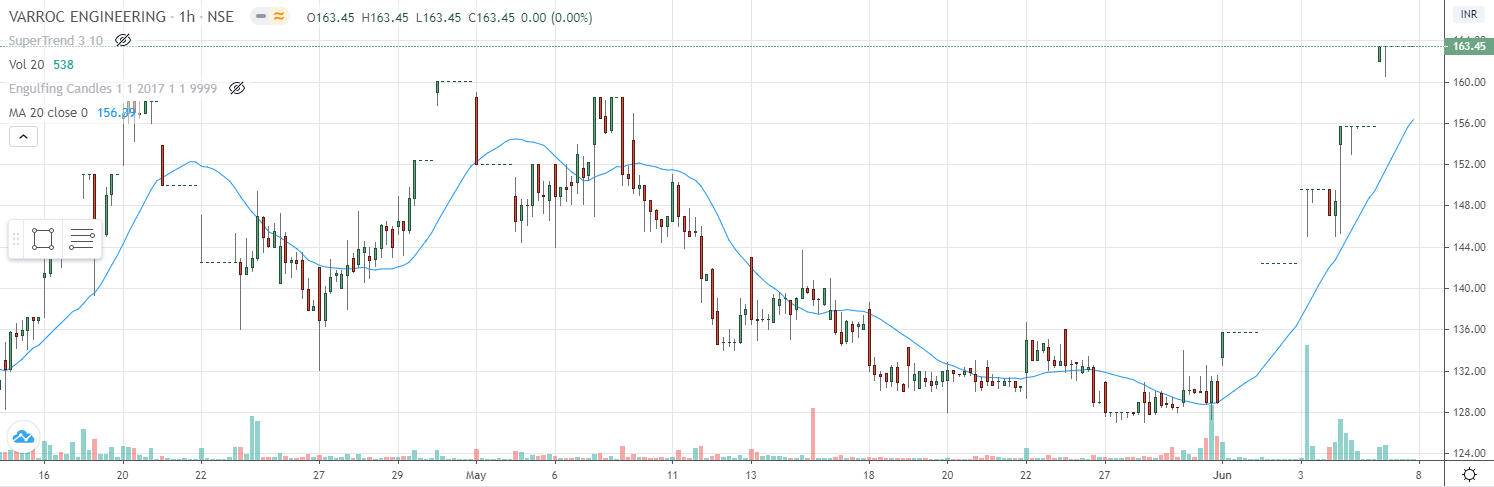 VARROC ENGINEERING · 1h · NSE O163.45 H163.45 L163.45 C163.45 0.00 (0.00%)
INR
SuperTrend 3 10
163.45
Vol 20 538
Engulfing Candles 1 1 2017 1 1 9999
160.00
MA 20 close 0 156.39
156.00
152.00
148.00
144.00
140.00
136.00
132.00
128.00
124.00
16 20 22 27 29 May 6 11 13 18 20 22 27 Jun 3 8